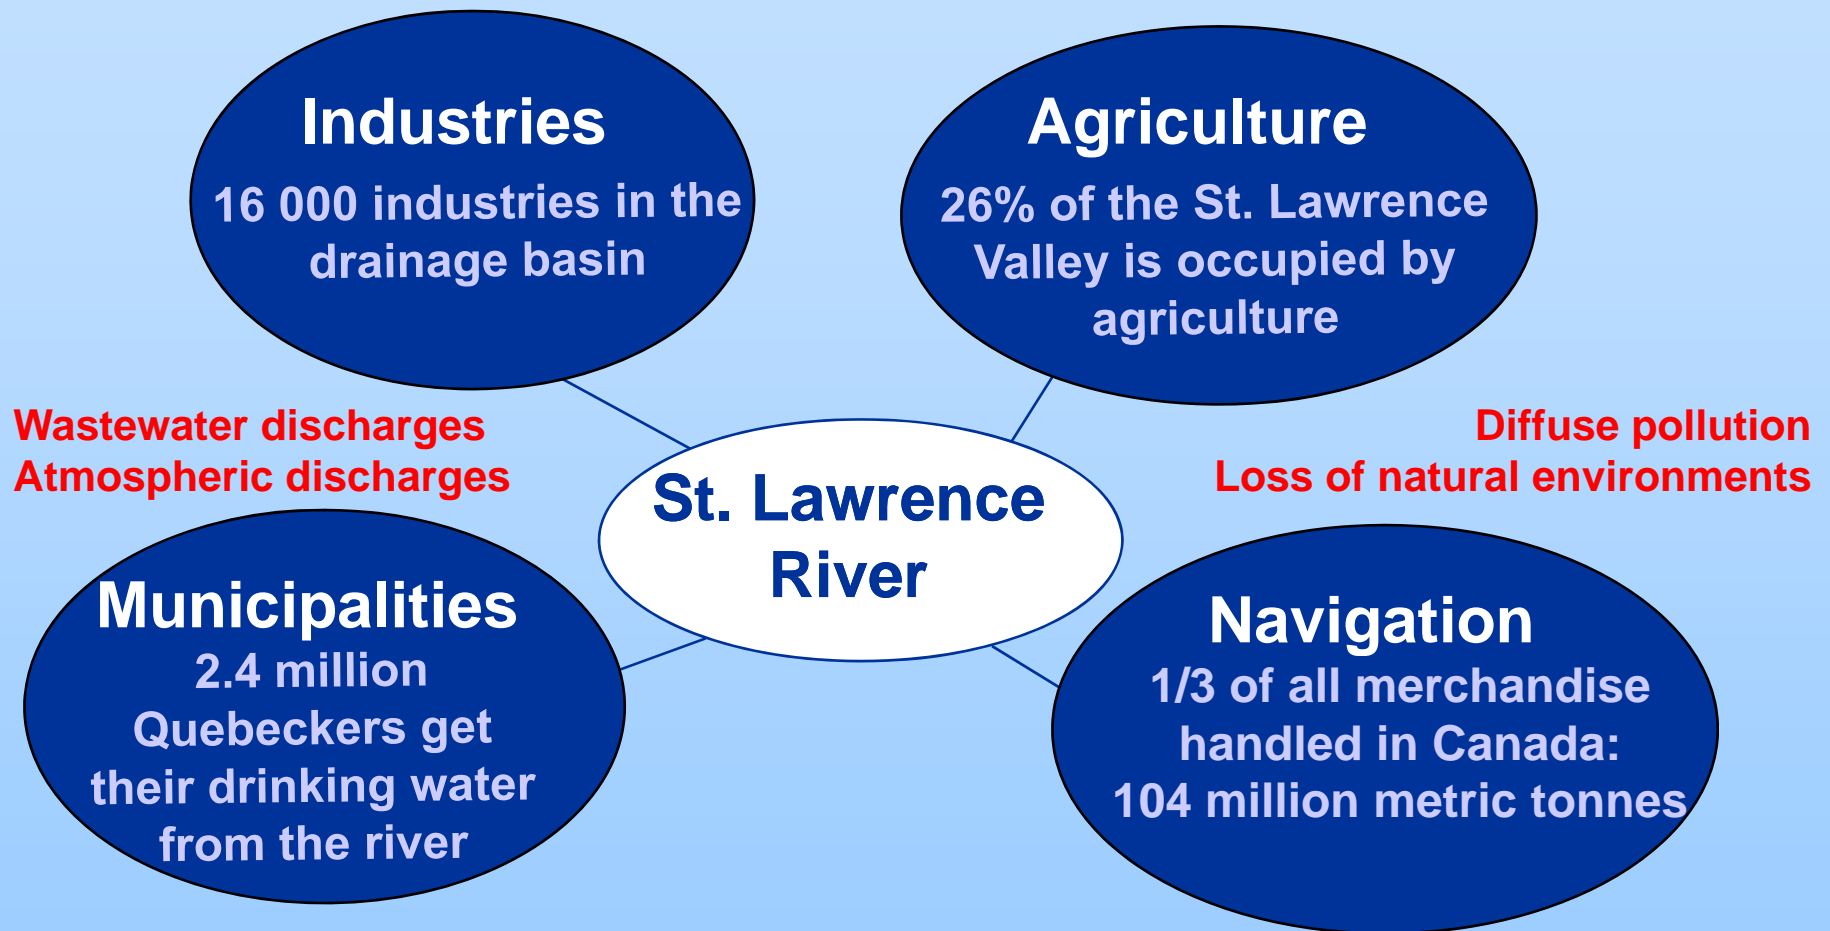 Industries
16 000 industries in the
drainage basin
Agriculture
26% of the St. Lawrence
Valley is occupied by
agriculture
Wastewater discharges
Atmospheric discharges
Diffuse pollution
Loss of natural environments
St. Lawrence
River
Municipalities
2.4 million
Quebeckers get
their drinking water
from the river
Navigation
1/3 of all merchandise
handled in Canada:
104 million metric tonnes